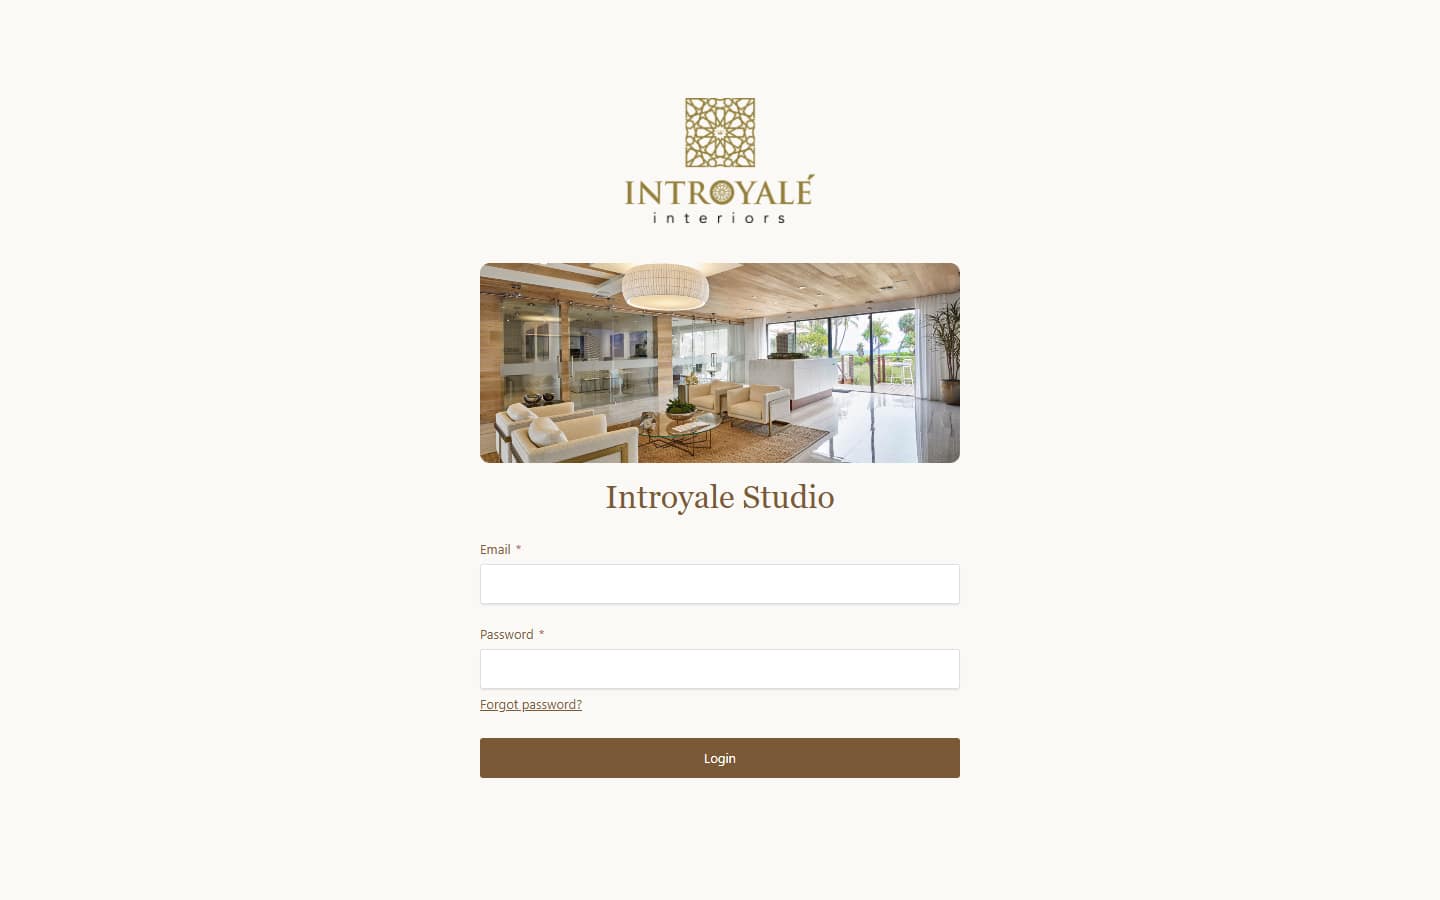 INTROYALÉ
interiors
Introyale Studio
Email *
Password *
Forgot password?
Login